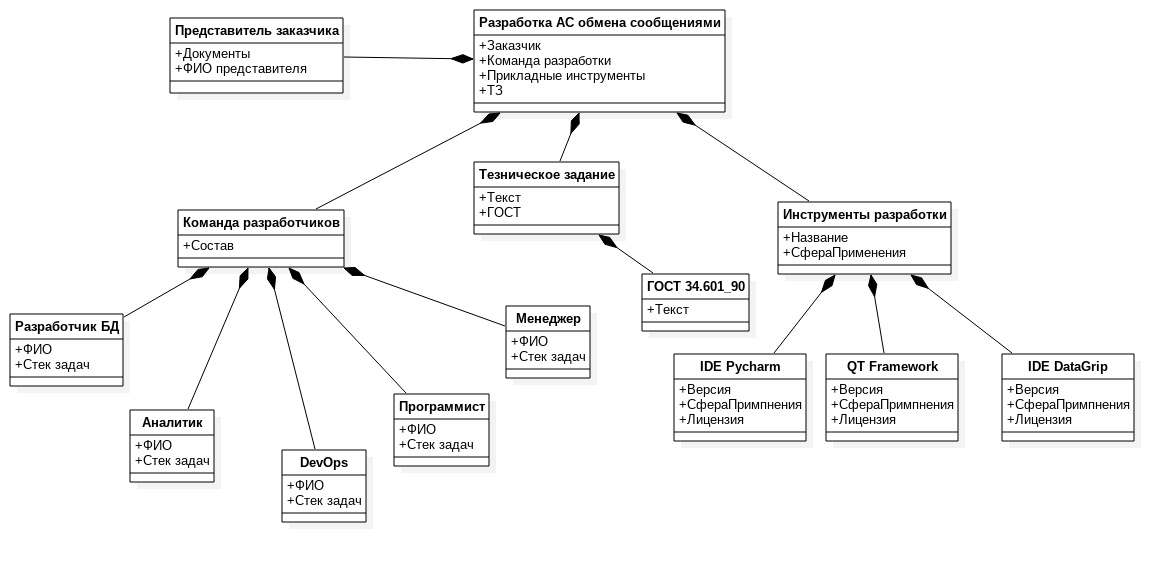 Представитель заказчика
+Документы
+ФИО представителя
Разработка АС обмена сообщениями
+Заказчик
+Команда разработки
+Прикладные инструменты
+ТЗ
Команда разработчиков
+Состав
Тезническое задание
+Текст
+ГОСТ
Инструменты разработки
+Название
+СфераПрименения
ГОСТ 34.601_90
+Текст
Разработчик БД
+ФИО
+Стек задач
Аналитик
+ФИО
+Стек задач
DevOps
+ФИО
+Стек задач
Программист
+ФИО
+Стек задач
Менеджер
+ФИО
+Стек задач
IDE Pycharm
+Версия
+СфераПримпнения
+Лицензия
QT Framework
+Версия
+СфераПримпнения
+Лицензия
IDE DataGrip
+Версия
+СфераПримпнения
+Лицензия